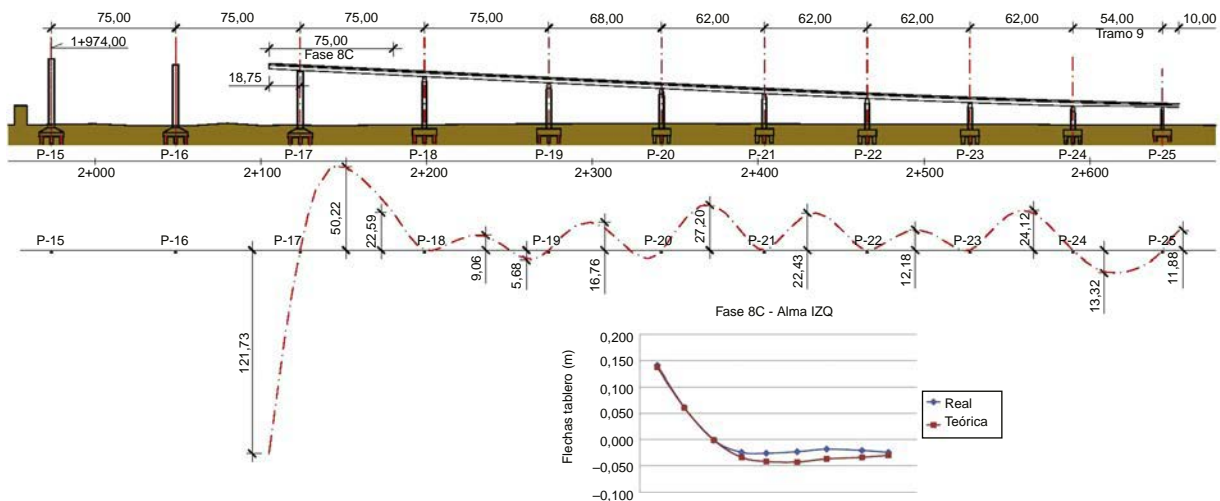 75,00 75,00 75,00 75,00 68,00 62,00 62,00 62,00 62,00 54,00 10,00
1+974,00 75,00 Tramo 9
Fase 8C
18,75
P-15 P-16 P-17 P-18 P-19 P-20 P-21 P-22 P-23 P-24 P-25
2+000 2+100 2+200 2+300 2+400 2+500 2+600
P-15 P-16 P-17 P-18 P-19 P-20 P-21 P-22 P-23 P-24 P-25
121,73 50,22 22,59 9,06 5,68 16,76 27,20 22,43 12,18 24,12 13,32 11,88
Fase 8C - Alma IZQ
Flechas tablero (m)
0,200
0,150
0,100
0,050
0,000
–0,050
–0,100
Real
Teórica